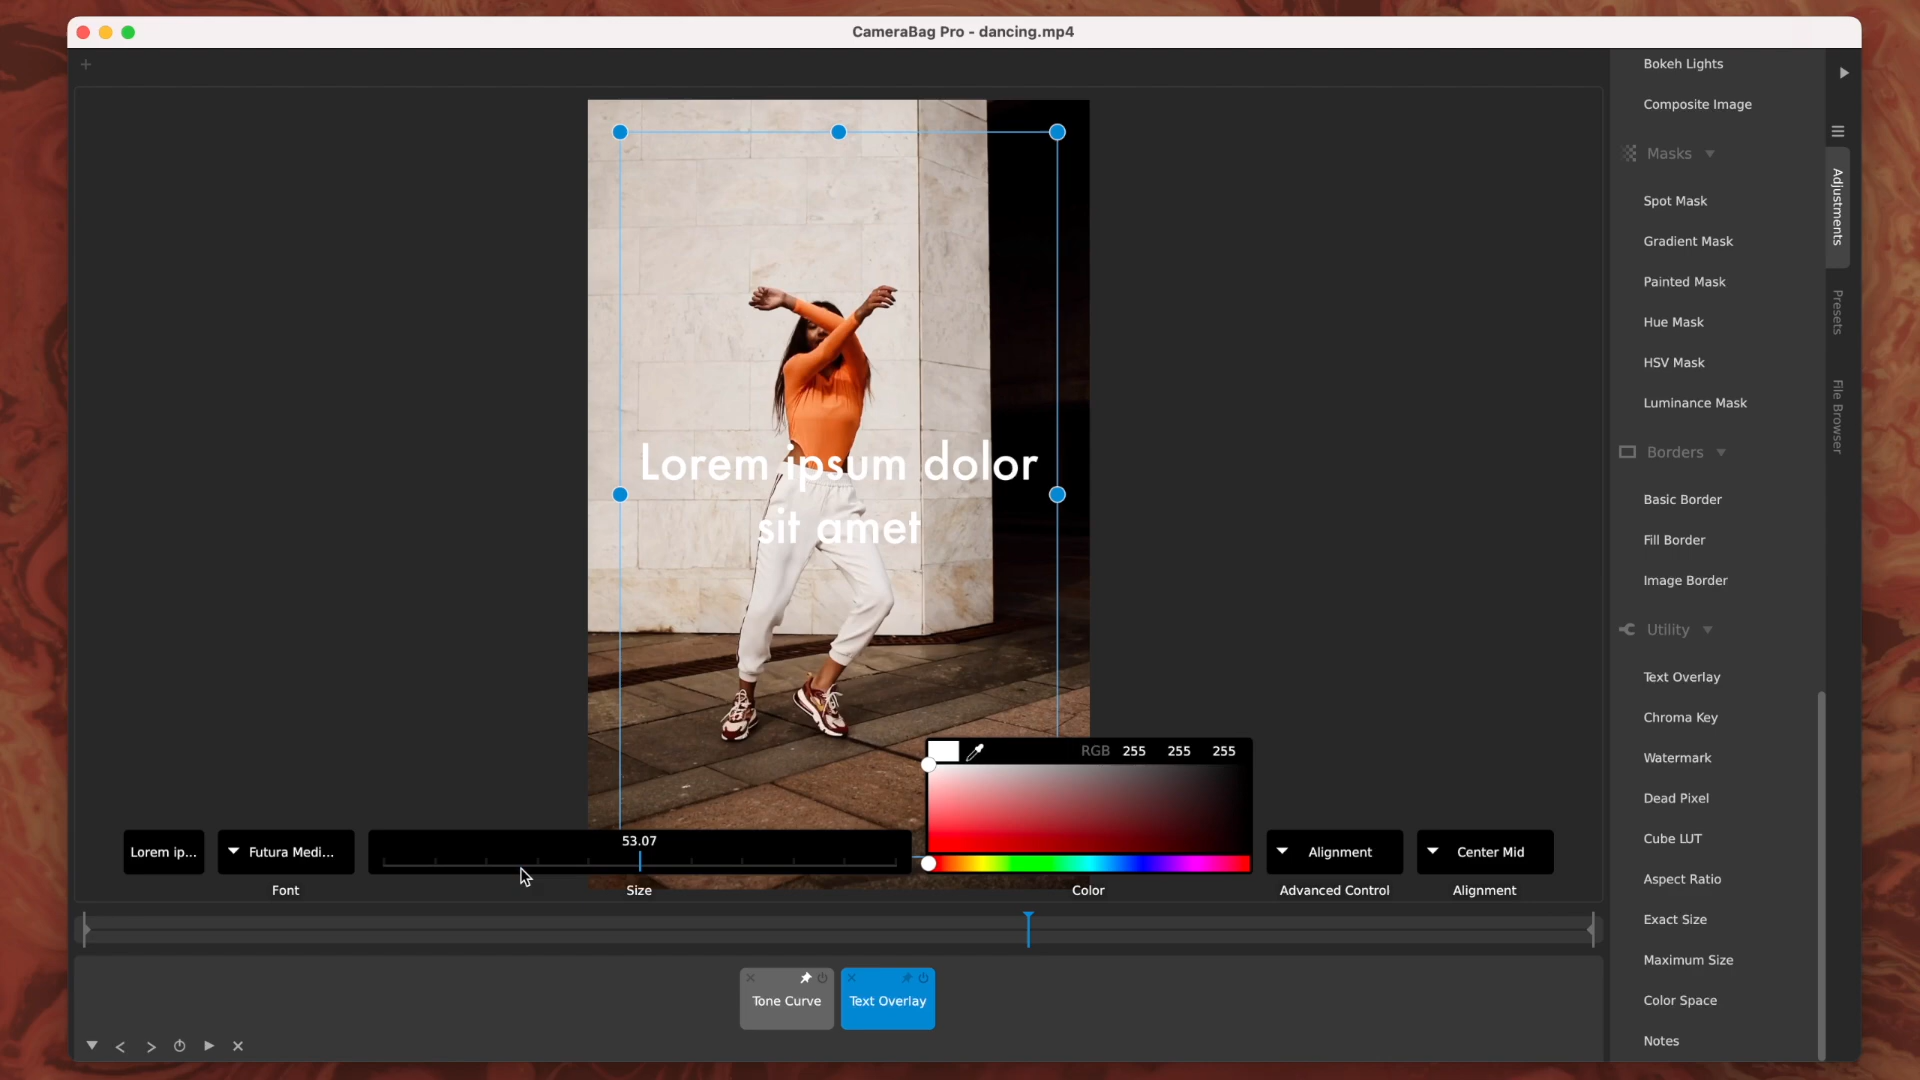 CameraBag Pro - dancing.mp4
+
Bokeh Lights
Composite Image
Masks
Spot Mask
Gradient Mask
Painted Mask
Hue Mask
HSV Mask
Luminance Mask
Borders
Basic Border
Fill Border
Image Border
Utility
Text Overlay
Chroma Key
Watermark
Dead Pixel
Cube LUT
Aspect Ratio
Exact Size
Maximum Size
Color Space
Notes
Adjustments
Presets
File Browser
Lorem ipsum dolor
sit amet
RGB 255 255 255
Lorem ip...
Futura Medi...
Font
53.07
Size
Color
Alignment
Advanced Control
Center Mid
Alignment
Tone Curve
Text Overlay